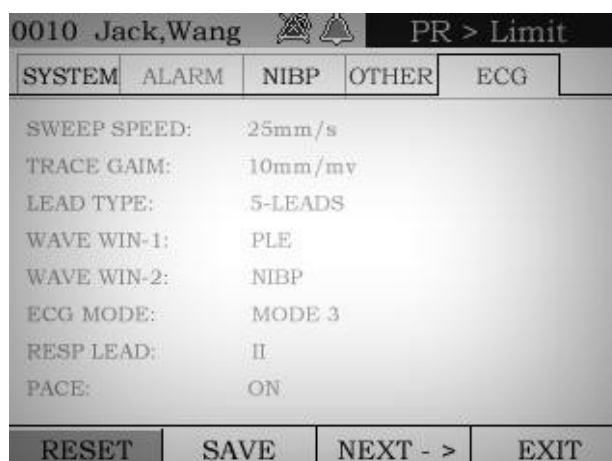 0010 Jack,Wang PR > Limit
SYSTEM ALARM NIBP OTHER ECG
SWEEP SPEED: 25mm/s
TRACE GAIM: 10mm/mv
LEAD TYPE: 5-LEADS
WAVE WIN-1: PLE
WAVE WIN-2: NIBP
ECG MODE: MODE 3
RESP LEAD: II
PACE: ON
RESET SAVE NEXT - > EXIT